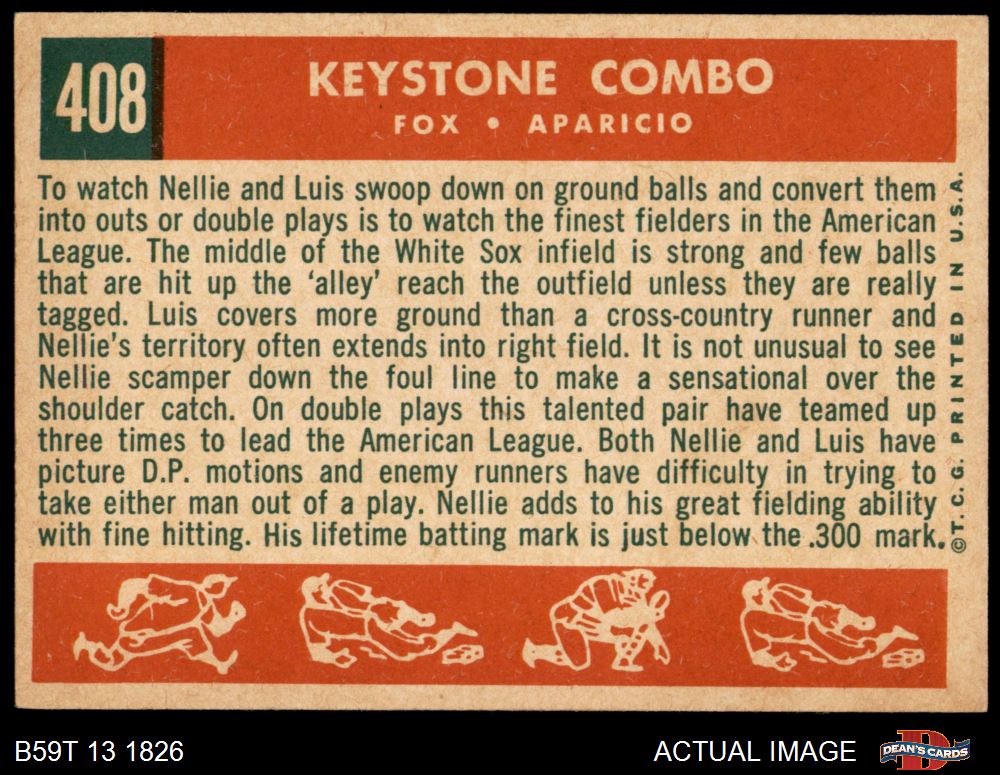 408
KEYSTONE COMBO
FOX • APARICIO
To watch Nellie and Luis swoop down on ground balls and convert them
into outs or double plays is to watch the finest fielders in the American
League. The middle of the White Sox infield is strong and few balls
that are hit up the ‘alley’ reach the outfield unless they are really
tagged. Luis covers more ground than a cross-country runner and
Nellie's territory often extends into right field. It is not unusual to see
Nellie scamper down the foul line to make a sensational over the
shoulder catch. On double plays this talented pair have teamed up
three times to lead the American League. Both Nellie and Luis have
picture D.P. motions and enemy runners have difficulty in trying to
take either man out of a play. Nellie adds to his great fielding ability
with fine hitting. His lifetime batting mark is just below the .300 mark.
©T. C. G. PRINTED IN U.S.A.
B59T 13 1826
ACTUAL IMAGE
D
DEAN'S CARDS